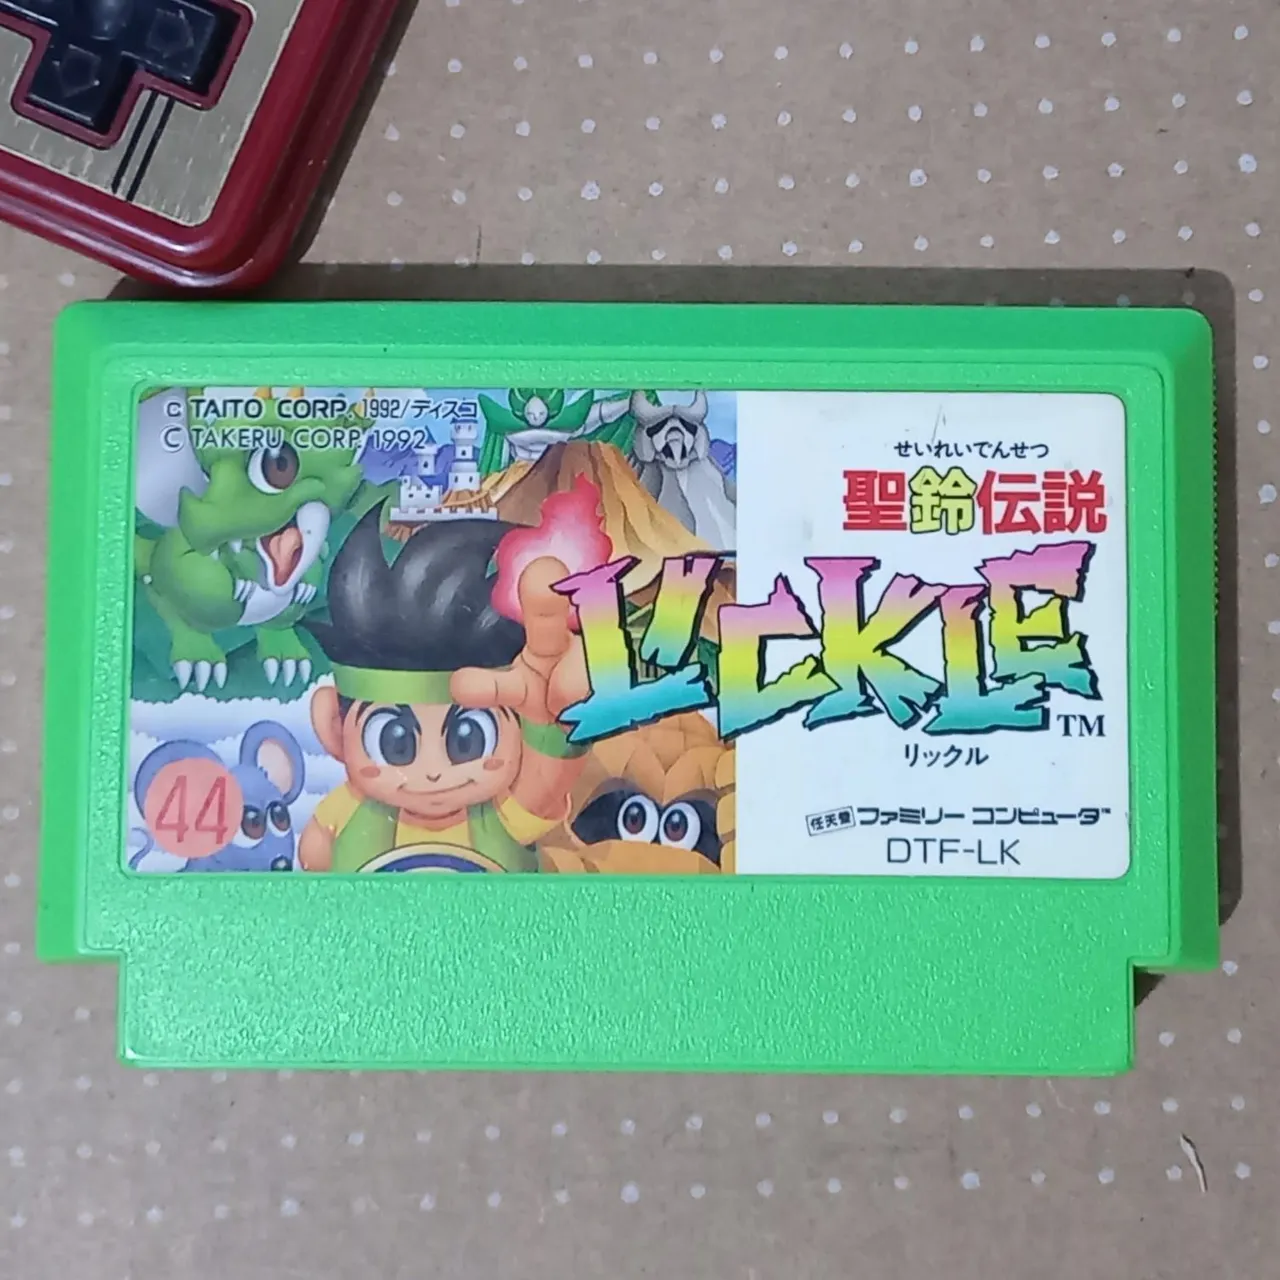 © TAITO CORP. 1992/ディスコ
© TAKERU CORP. 1992
せいれいでんせつ
聖鈴伝説
LICKLE
TM
リックル
44
任天堂 ファミリー コンピュータ™
DTF-LK